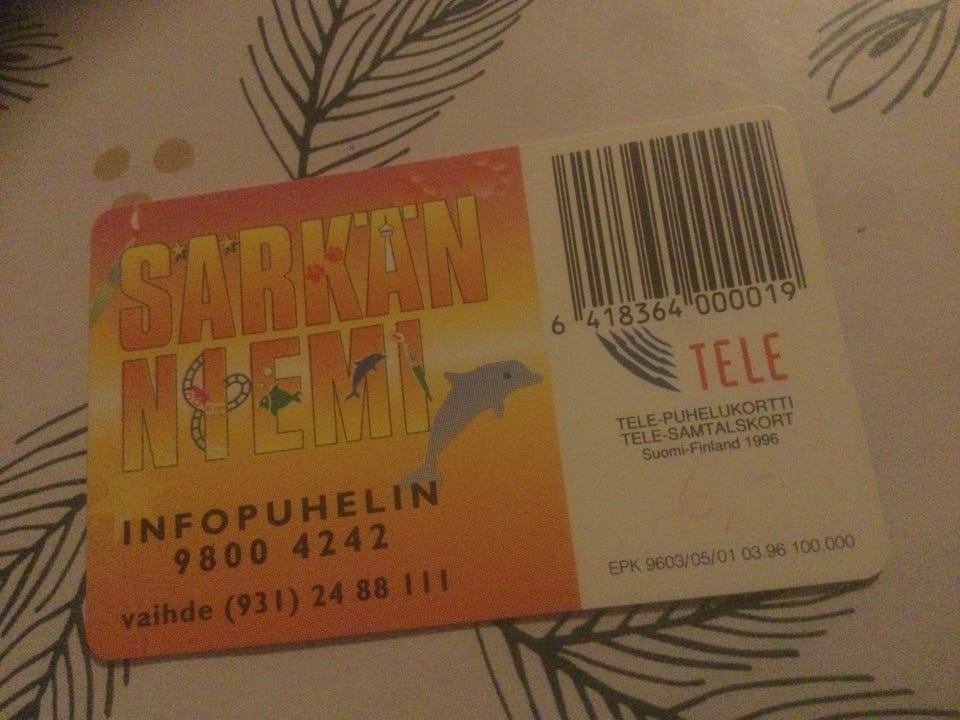 SÄRKÄN
NIEMI
INFOPUHELIN
9800 4242
vaihde (931) 24 88 111
6 418364 000019
TELE
TELE-PUHELUKORTTI
TELE-SAMTALSKORT
Suomi-Finland 1996
EPK 9603/05/01 03.96 100.000